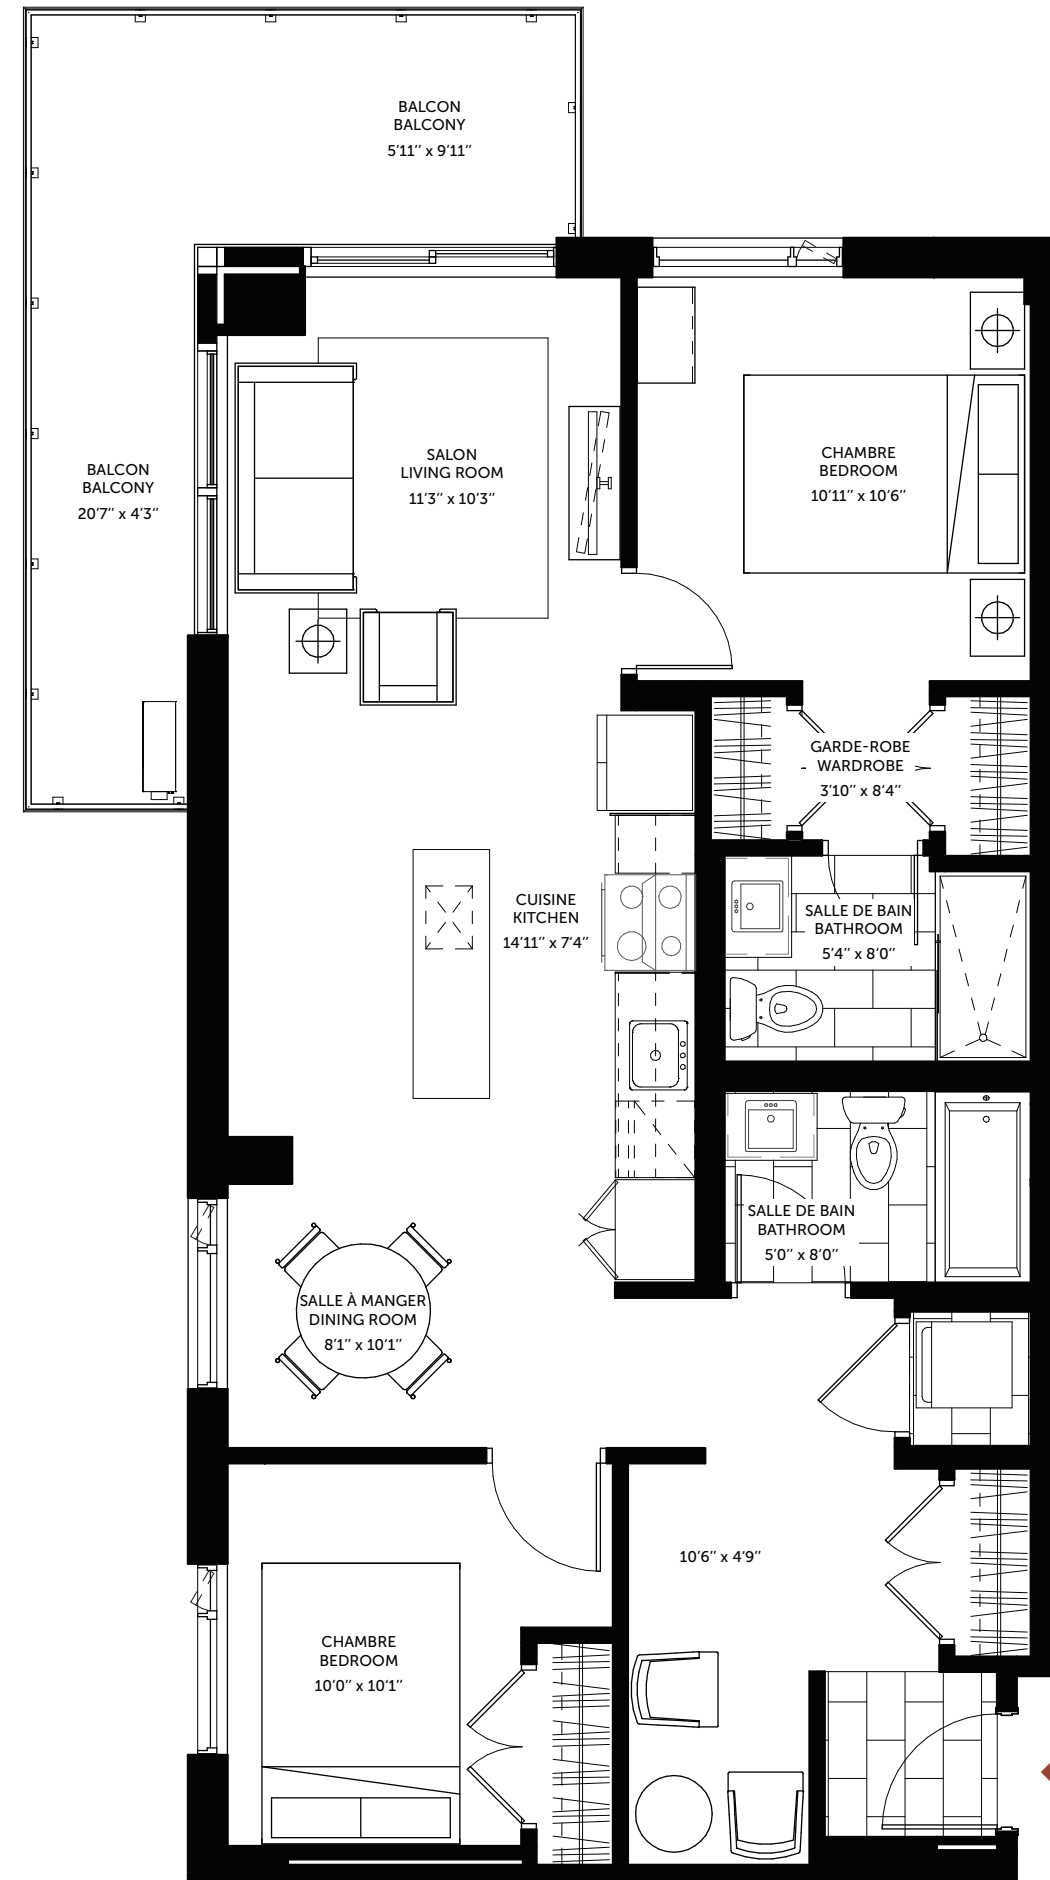 BALCON
BALCONY
5'11'' x 9'11''
BALCON
BALCONY
20'7'' x 4'3''
SALON
LIVING ROOM
11'3'' x 10'3''
CHAMBRE
BEDROOM
10'11'' x 10'6''
GARDE-ROBE
WARDROBE
3'10'' x 8'4''
CUISINE
KITCHEN
14'11'' x 7'4''
SALLE DE BAIN
BATHROOM
5'4'' x 8'0''
SALLE DE BAIN
BATHROOM
5'0'' x 8'0''
SALLE À MANGER
DINING ROOM
8'1'' x 10'1''
10'6'' x 4'9''
CHAMBRE
BEDROOM
10'0'' x 10'1''